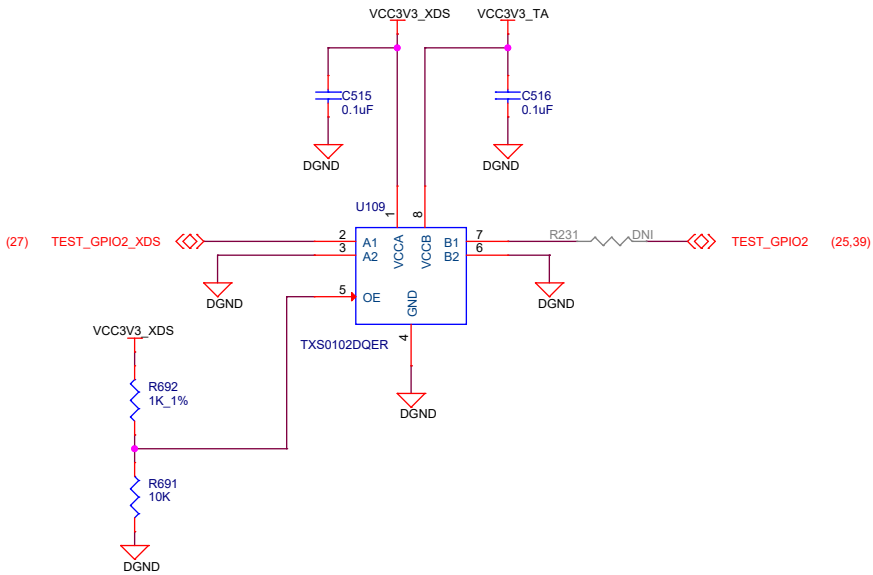 VCC3V3_XDS
VCC3V3_TA
C515
0.1uF
C516
0.1uF
DGND
DGND
U109
1
8
(27)
TEST_GPIO2_XDS
2
A1
3
A2
VCCA
VCCB
B1
7
B2
6
R231
DNI
TEST_GPIO2
(25,39)
DGND
5
OE
GND
DGND
VCC3V3_XDS
TXS0102DQER
4
R692
1K_1%
DGND
R691
10K
DGND